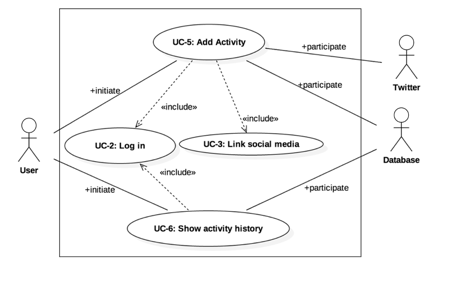 UC-5: Add Activity
+participate
Twitter
+initiate
+participate
«include»
«include»
Database
UC-2: Log in
UC-3: Link social media
User
«include»
+initiate
+participate
UC-6: Show activity history